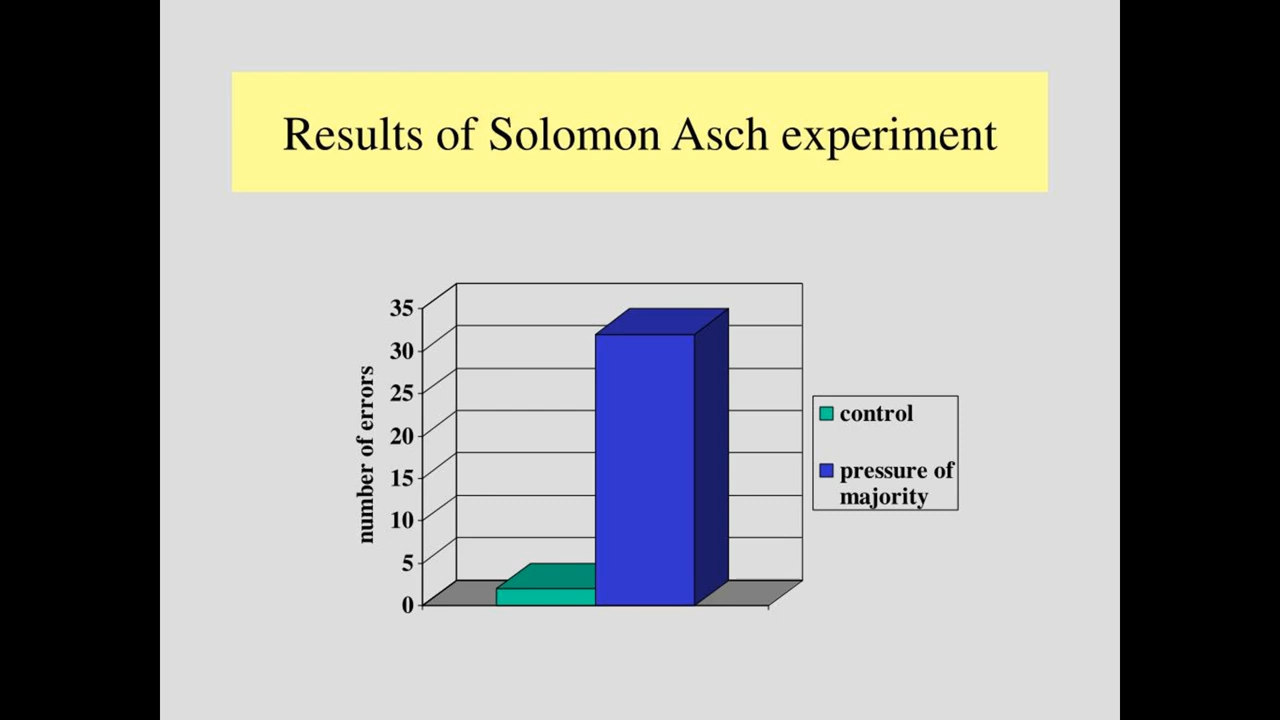 Results of Solomon Asch experiment
35
30
25
20
15
10
5
0
number of errors
control
pressure of
majority